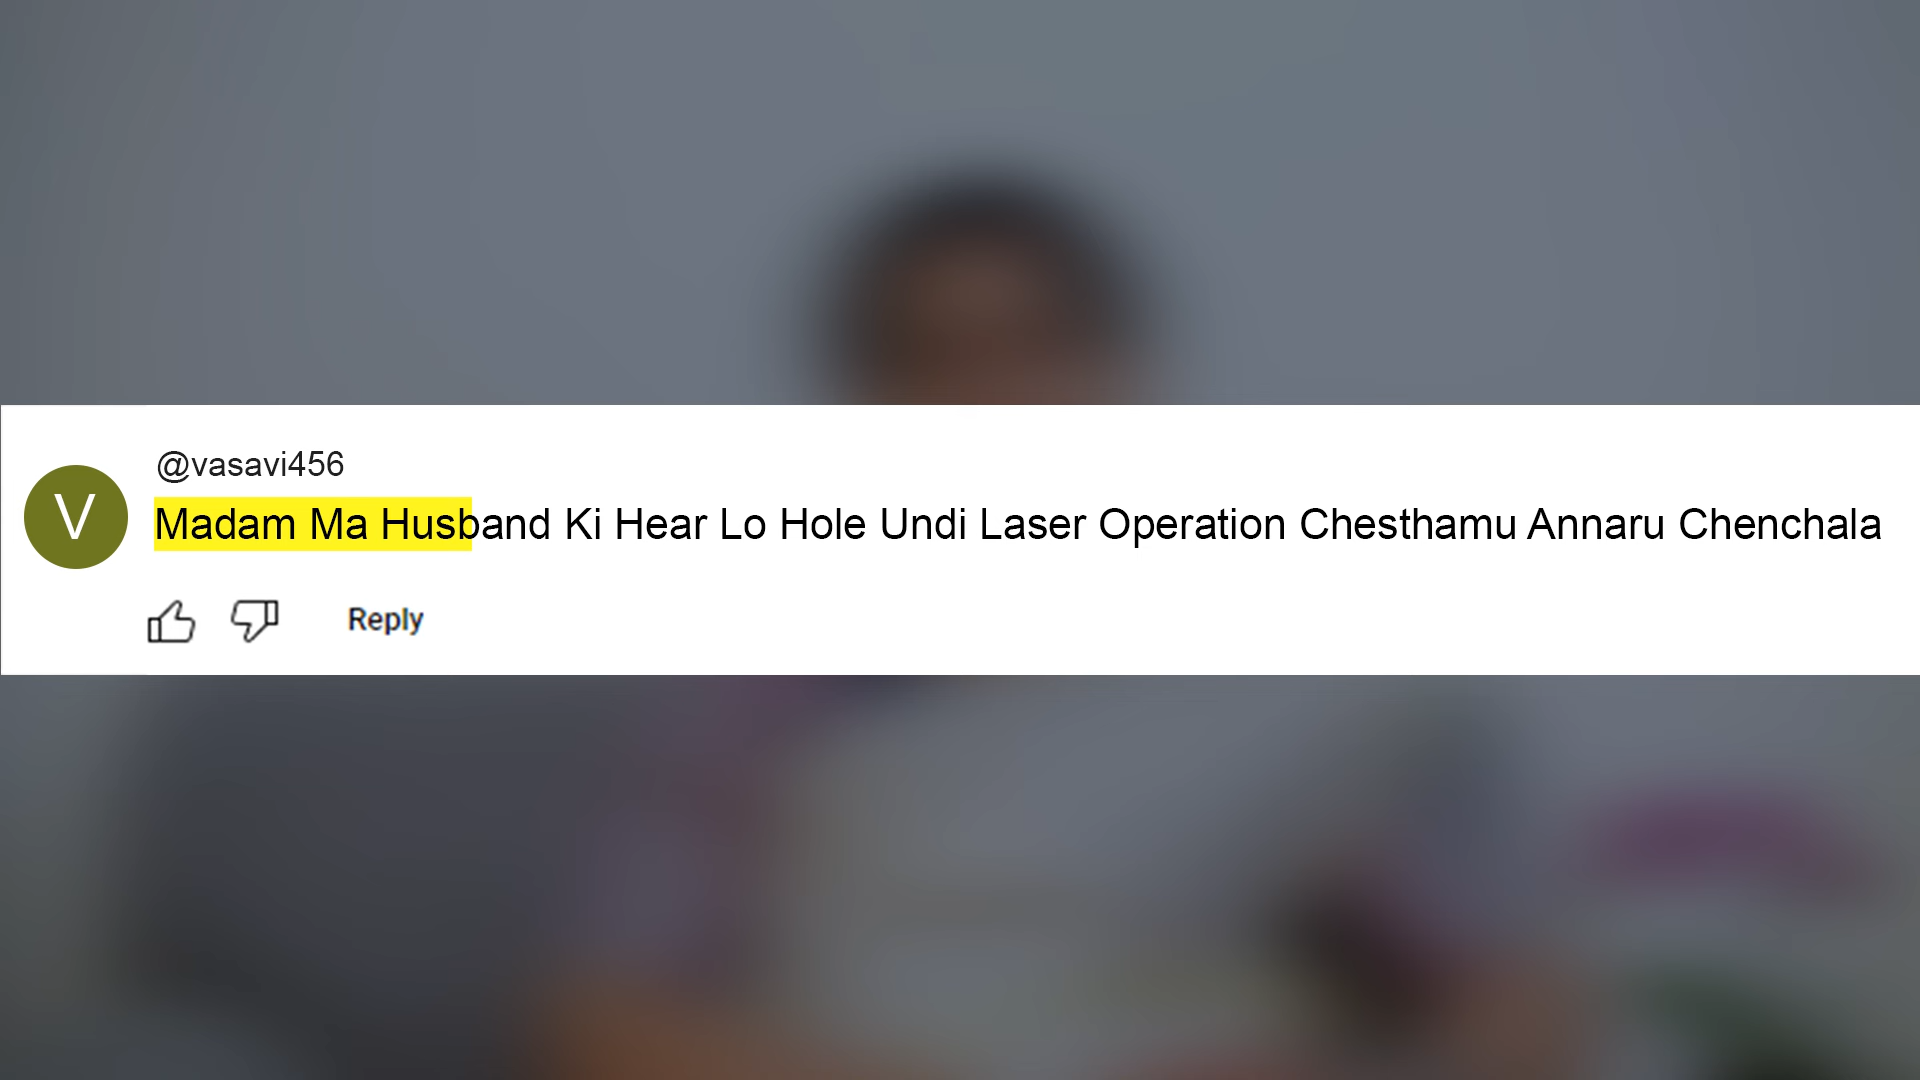 @vasavi456
V
Madam Ma Husband Ki Hear Lo Hole Undi Laser Operation Chesthamu Annaru Chenchala
Reply